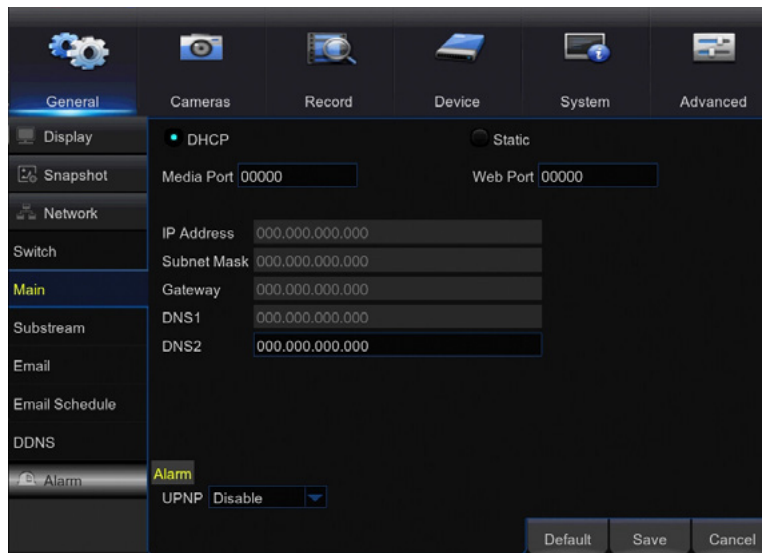 General Cameras Record Device System Advanced
Display
Snapshot
Network
Switch
Main
Substream
Email
Email Schedule
DDNS
Alarm
DHCP Static
Media Port 00000 Web Port 00000
IP Address 000.000.000.000
Subnet Mask 000.000.000.000
Gateway 000.000.000.000
DNS1 000.000.000.000
DNS2 000.000.000.000
Alarm
UPNP Disable
Default Save Cancel